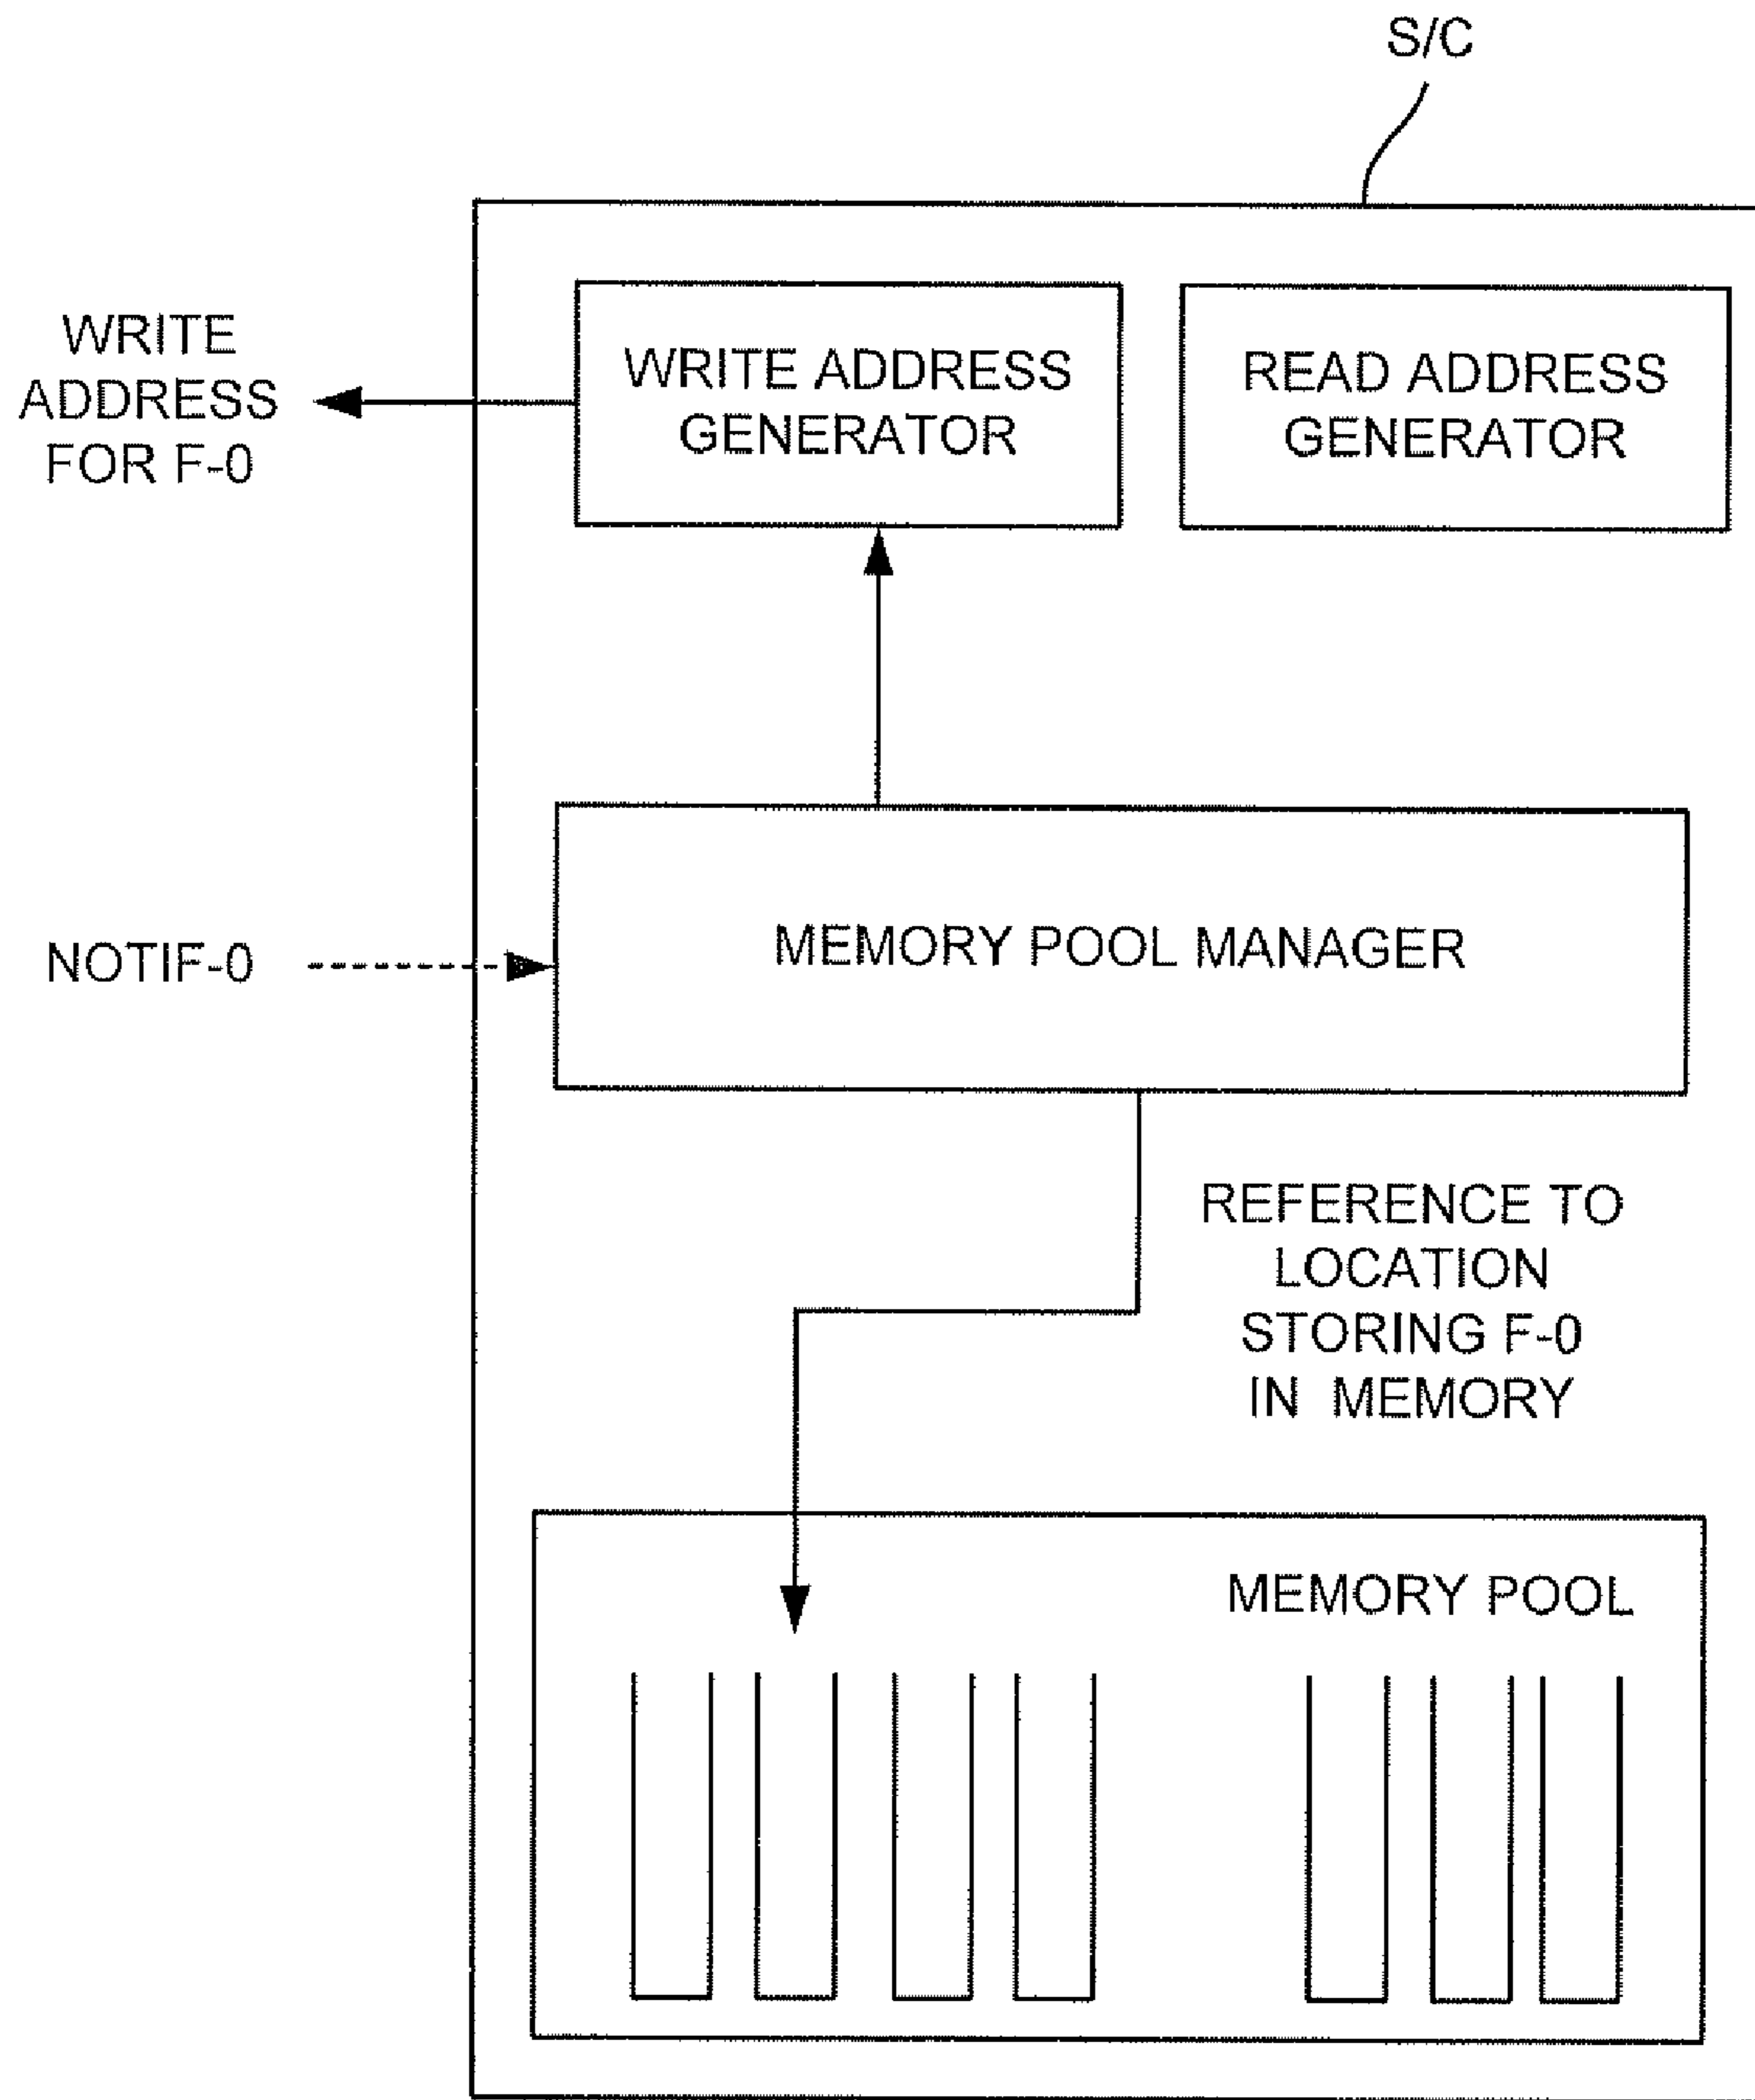 S/C
WRITE
ADDRESS
FOR F-0
WRITE ADDRESS
GENERATOR
READ ADDRESS
GENERATOR
NOTIF-0
MEMORY POOL MANAGER
REFERENCE TO
LOCATION
STORING F-0
IN MEMORY
MEMORY POOL